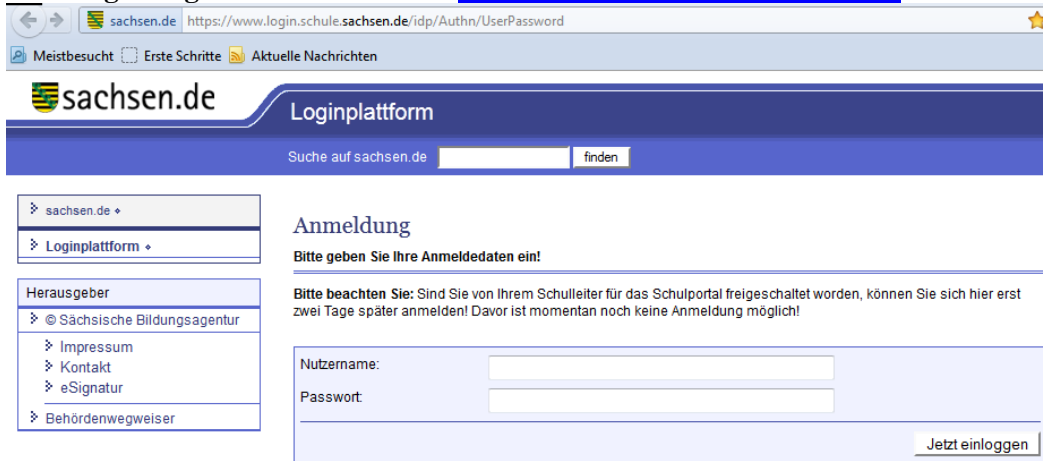 sachsen.de https://www.login.schule.sachsen.de/idp/Authn/UserPassword
Meistbesucht Erste Schritte Aktuelle Nachrichten
sachsen.de
Loginplattform
Suche auf sachsen.de finden
sachsen.de
Loginplattform
Herausgeber
© Sächsische Bildungsagentur
Impressum
Kontakt
eSignatur
Behördenwegweiser
Anmeldung
Bitte geben Sie Ihre Anmeldedaten ein!
Bitte beachten Sie: Sind Sie von Ihrem Schulleiter für das Schulportal freigeschaltet worden, können Sie sich hier erst
zwei Tage später anmelden! Davor ist momentan noch keine Anmeldung möglich!
Nutzername:
Passwort:
Jetzt einloggen